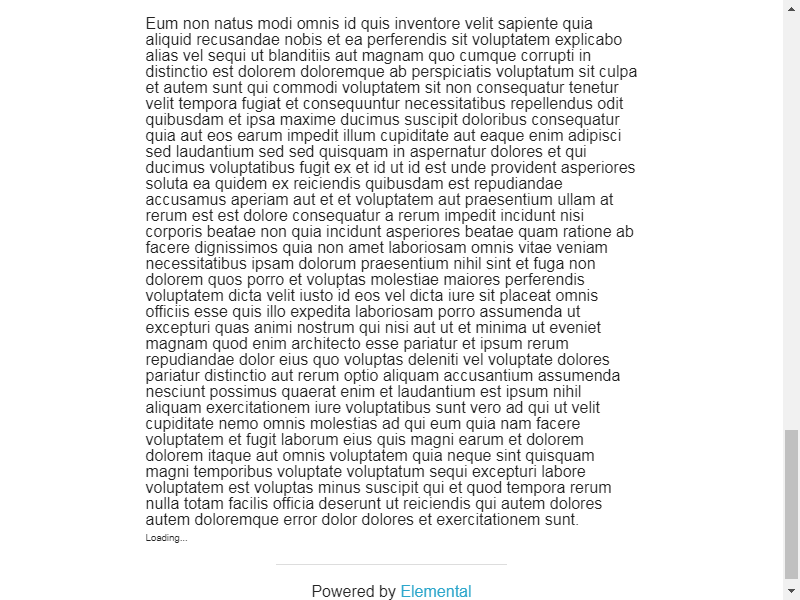 Eum non natus modi omnis id quis inventore velit sapiente quia
aliquid recusandae nobis et ea perferendis sit voluptatem explicabo
alias vel sequi ut blanditiis aut magnam quo cumque corrupti in
distinctio est dolorem doloremque ab perspiciatis voluptatum sit culpa
et autem sunt qui commodi voluptatem sit non consequatur tenetur
velit tempora fugiat et consequuntur necessitatibus repellendus odit
quibusdam et ipsa maxime ducimus suscipit doloribus consequatur
quia aut eos earum impedit illum cupiditate aut eaque enim adipisci
sed laudantium sed sed quisquam in aspernatur dolores et qui
ducimus voluptatibus fugit ex et id ut id est unde provident asperiores
soluta ea quidem ex reiciendis quibusdam est repudiandae
accusamus aperiam aut et et voluptatem aut praesentium ullam at
rerum est est dolore consequatur a rerum impedit incidunt nisi
corporis beatae non quia incidunt asperiores beatae quam ratione ab
facere dignissimos quia non amet laboriosam omnis vitae veniam
necessitatibus ipsam dolorum praesentium nihil sint et fuga non
dolorem quos porro et voluptas molestiae maiores perferendis
voluptatem dicta velit iusto id eos vel dicta iure sit placeat omnis
officiis esse quis illo expedita laboriosam porro assumenda ut
excepturi quas animi nostrum qui nisi aut ut et minima ut eveniet
magnam quod enim architecto esse pariatur et ipsum rerum
repudiandae dolor eius quo voluptas deleniti vel voluptate dolores
pariatur distinctio aut rerum optio aliquam accusantium assumenda
nesciunt possimus quaerat enim et laudantium est ipsum nihil
aliquam exercitationem iure voluptatibus sunt vero ad qui ut velit
cupiditate nemo omnis molestias ad qui eum quia nam facere
voluptatem et fugit laborum eius quis magni earum et dolorem
dolorem itaque aut omnis voluptatem quia neque sint quisquam
magni temporibus voluptate voluptatum sequi excepturi labore
voluptatem est voluptas minus suscipit qui et quod tempora rerum
nulla totam facilis officia deserunt ut reiciendis qui autem dolores
autem doloremque error dolor dolores et exercitationem sunt.
Loading...
Powered by Elemental